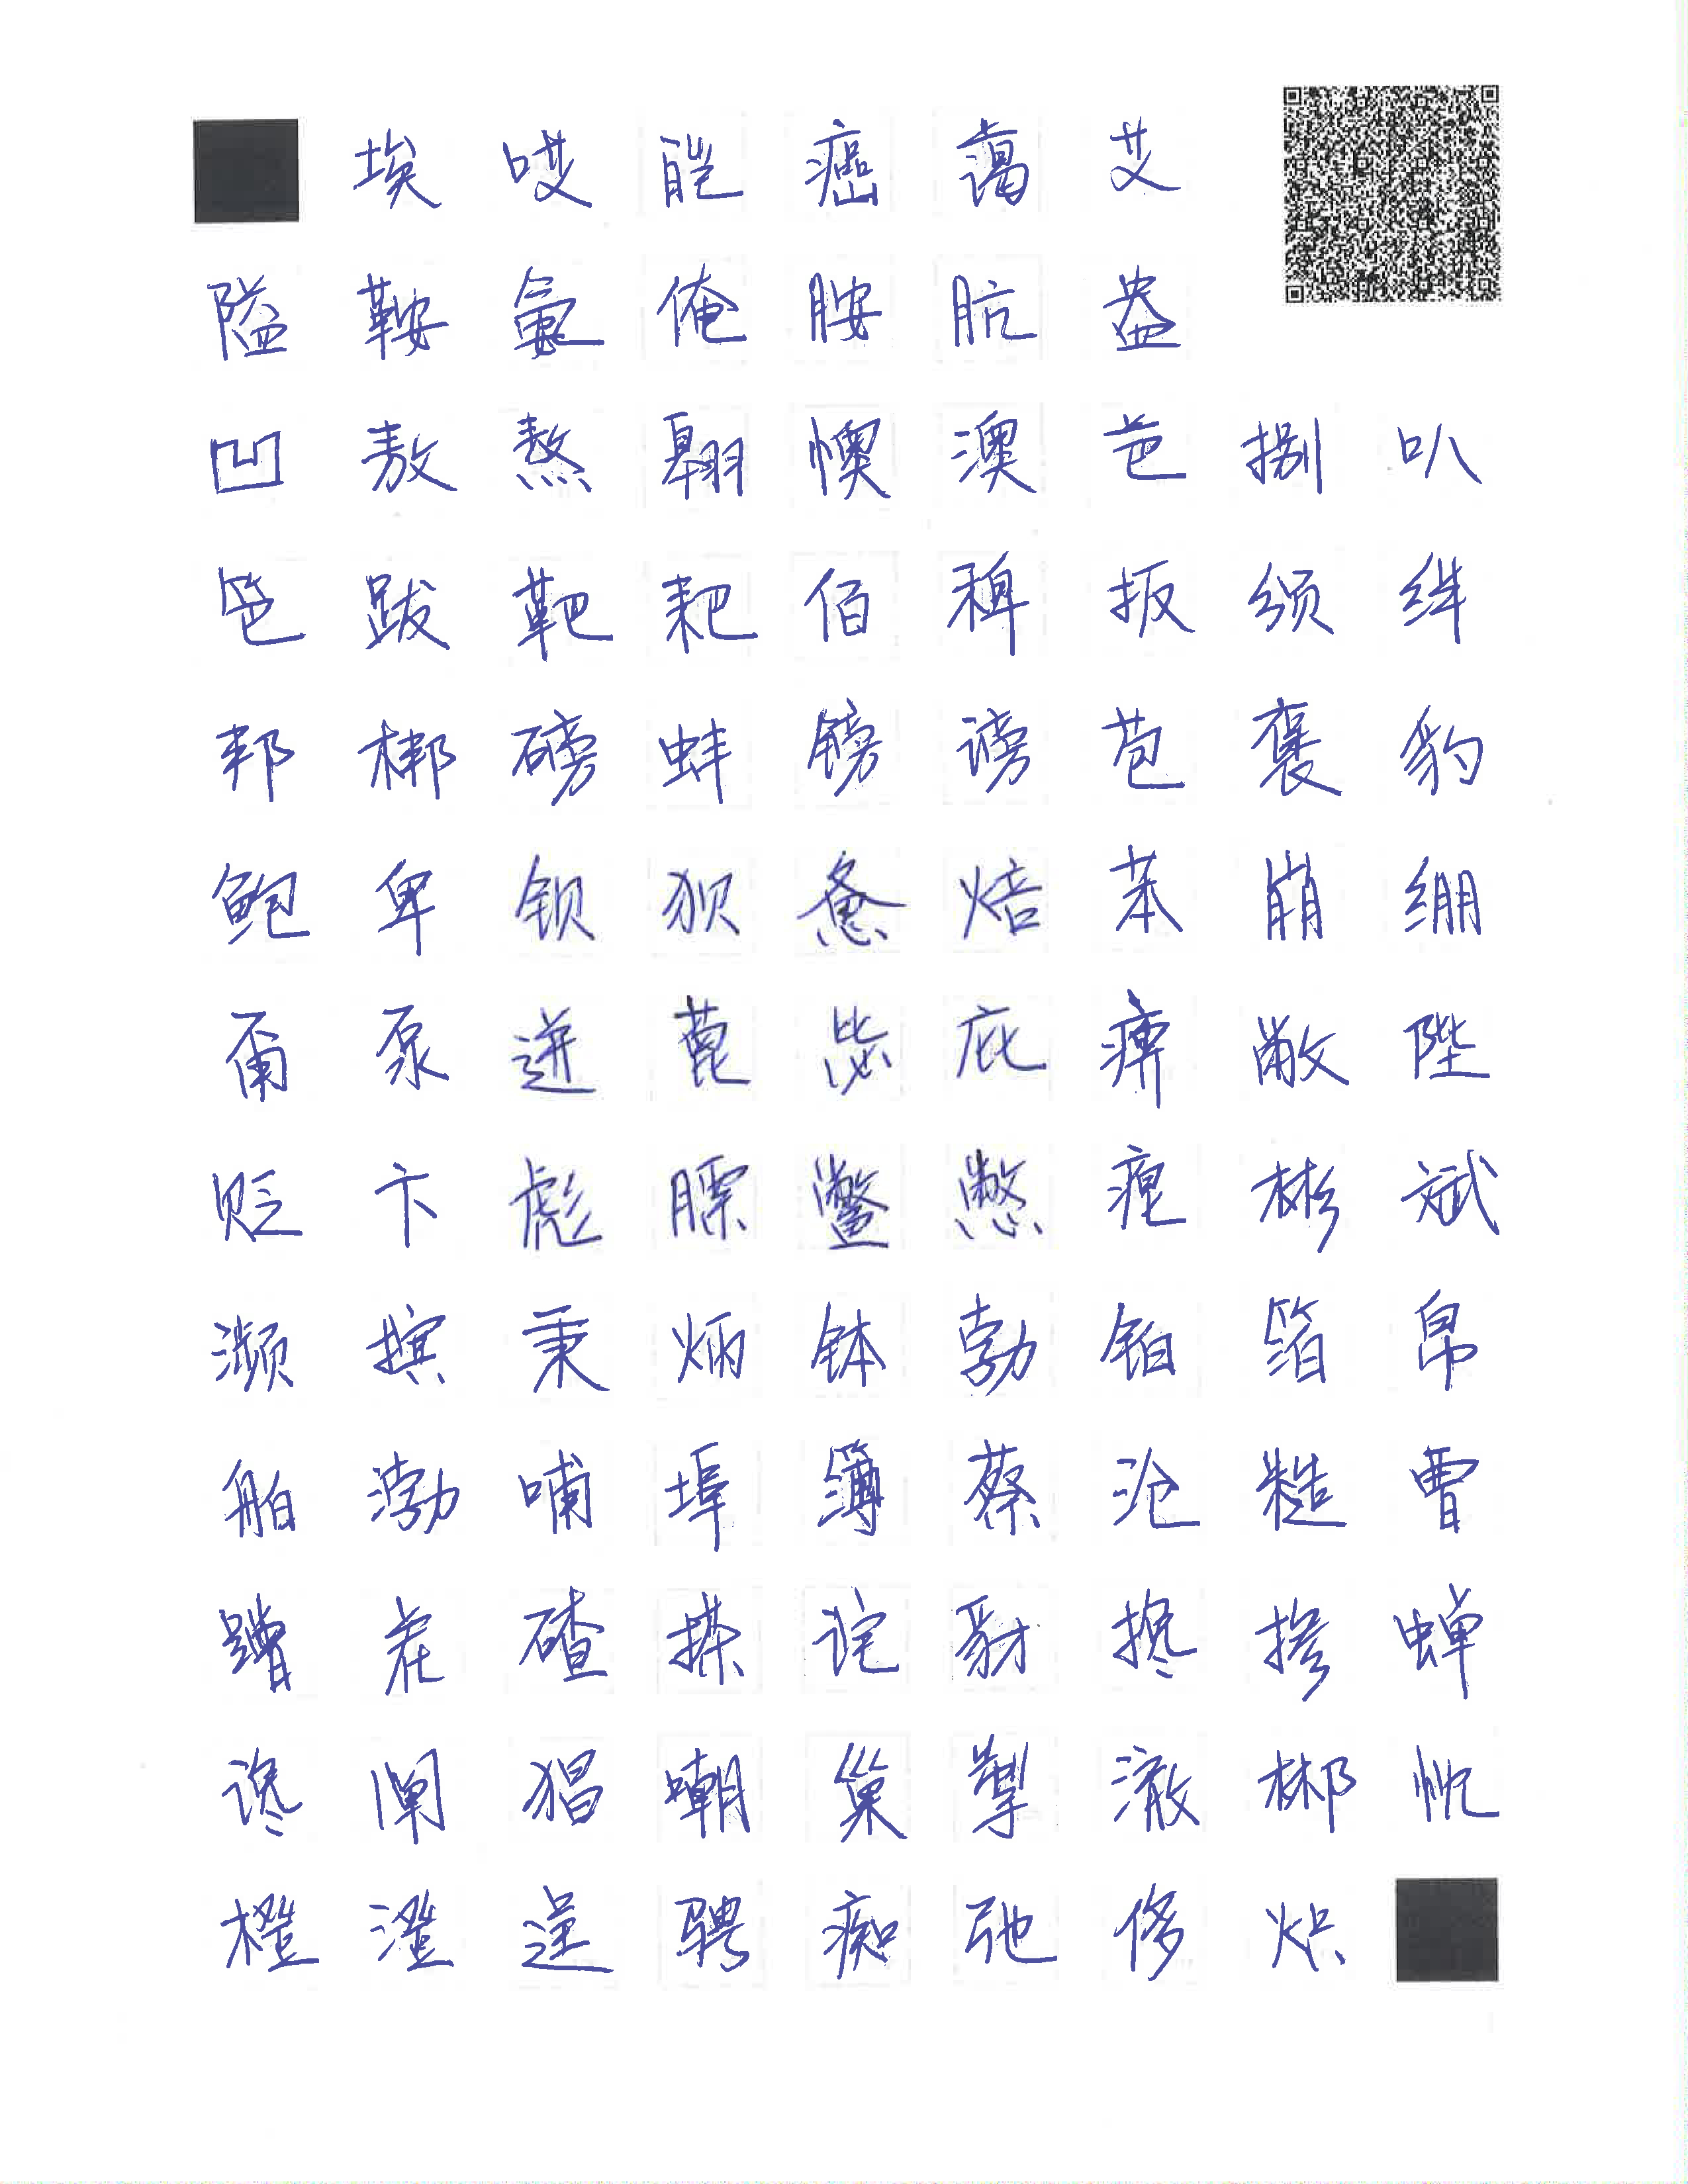 埃哎皑癌蔼艾
隘鞍氨俺胺肮盎
凹敖熬翱懊澳芭捌叭
笆跋靶耙佰稗扳颁绊
邦梆磅蚌镑谤苞褒豹
鲍卑钡狈惫焙苯崩绷
甭泵迸蓖毖庇痹敝陛
贬卞彪膘鳖憋瘪彬斌
濒摈秉炳钵勃铂箔帛
舶渤哺埠簿蔡沧糙曹
蹭茬碴搽诧豺搀掺蝉
谗阐猖嘲巢掣澈郴忱
橙澄逞骋痴弛侈炽